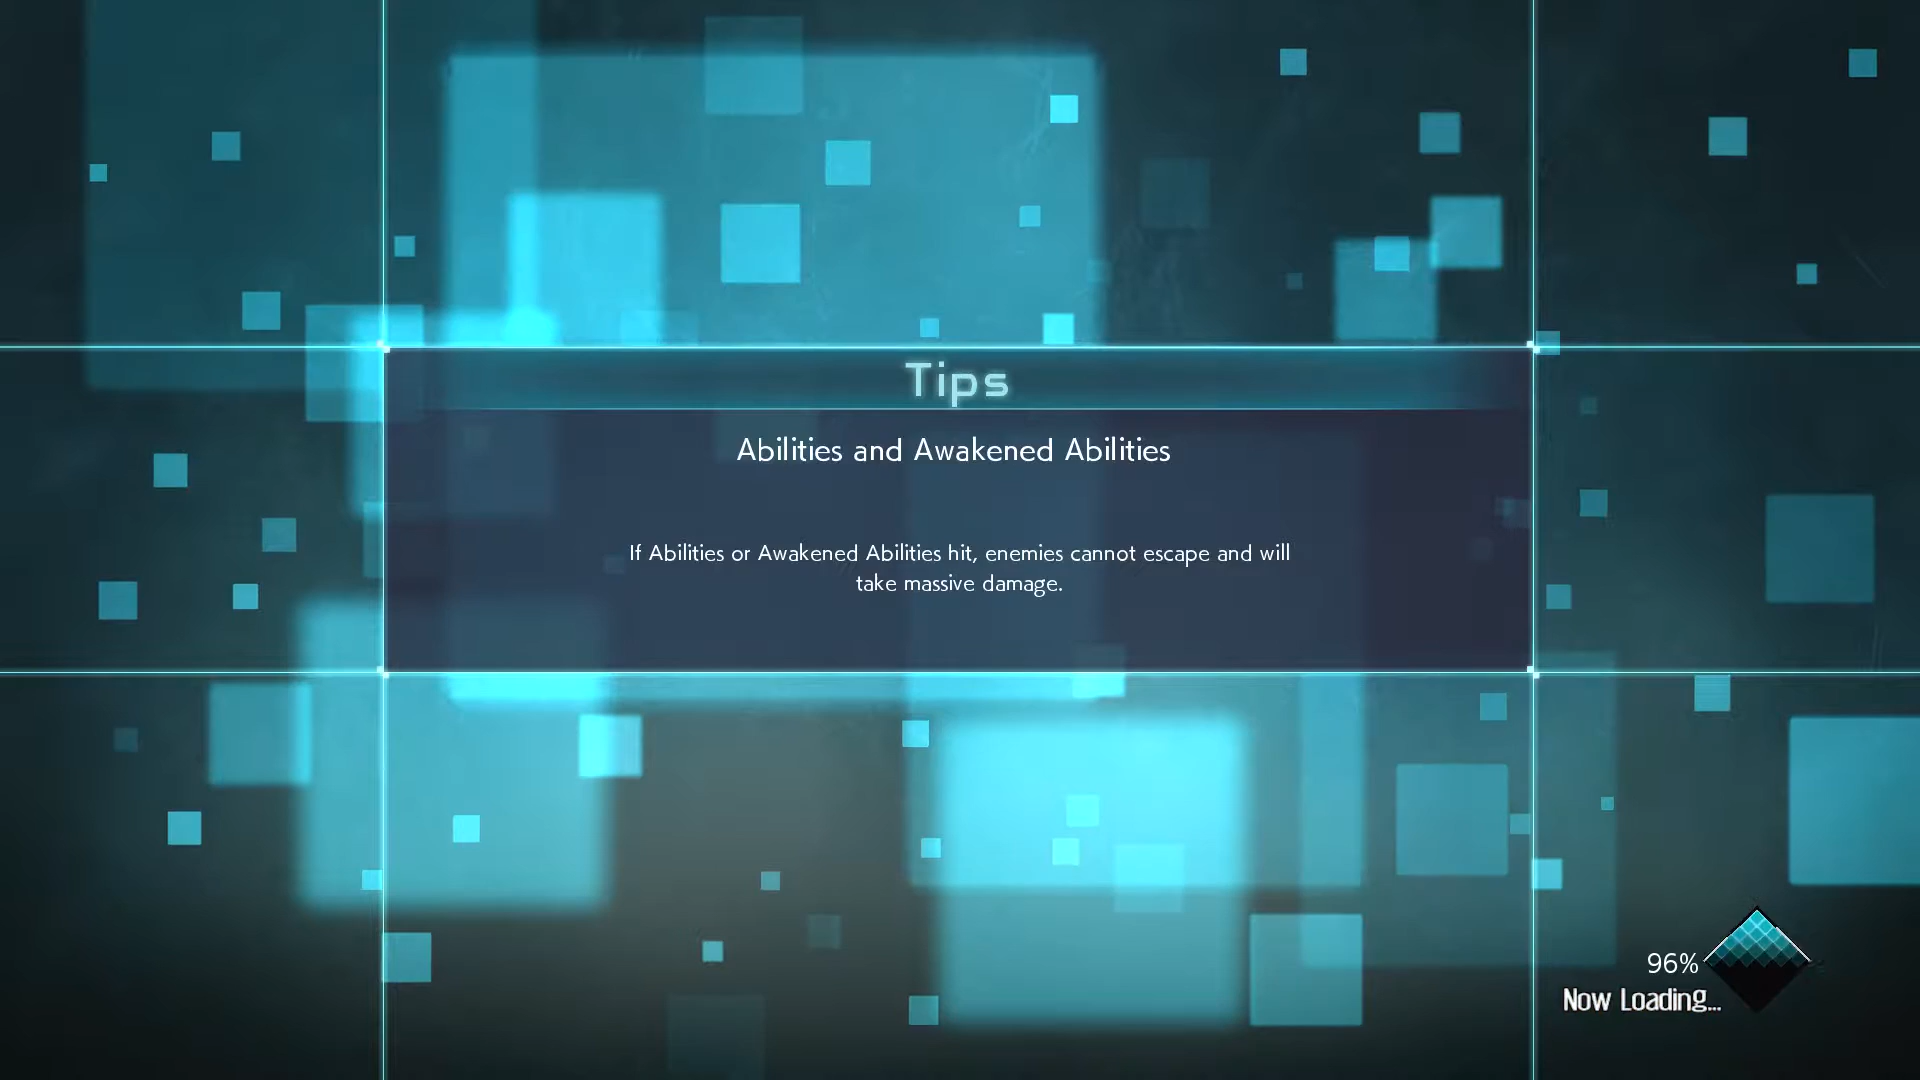 Tips
Abilities and Awakened Abilities
If Abilities or Awakened Abilities hit, enemies cannot escape and will
take massive damage.
96%
Now Loading...